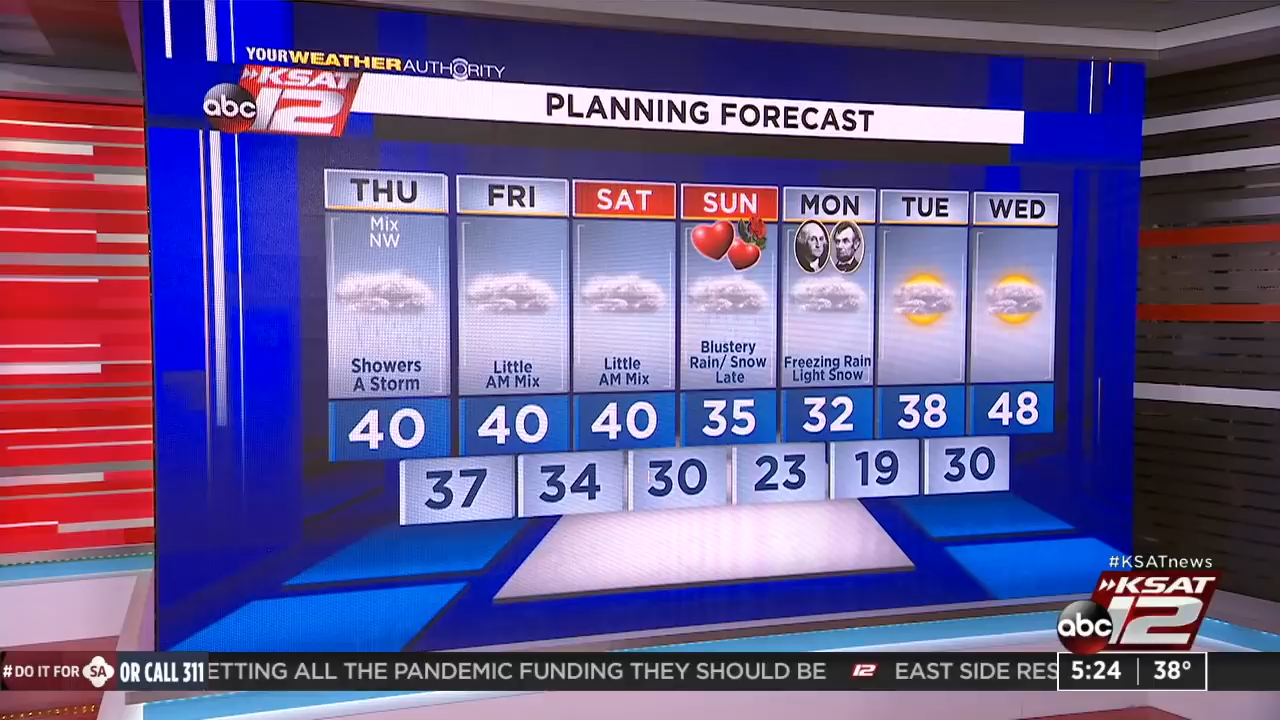 YOUR WEATHER AUTHORITY
abc KSAT 12
PLANNING FORECAST
THU FRI SAT SUN MON TUE WED
Mix
NW
Showers
A Storm
Little
AM Mix
Little
AM Mix
Blustery
Rain/ Snow
Late
Freezing Rain
Light Snow
40 40 40 35 32 38 48
37 34 30 23 19 30
#KSATnews
KSAT
abc 12
#DO IT FOR SA OR CALL 311 ETTING ALL THE PANDEMIC FUNDING THEY SHOULD BE 12 EAST SIDE RES
5:24 38°